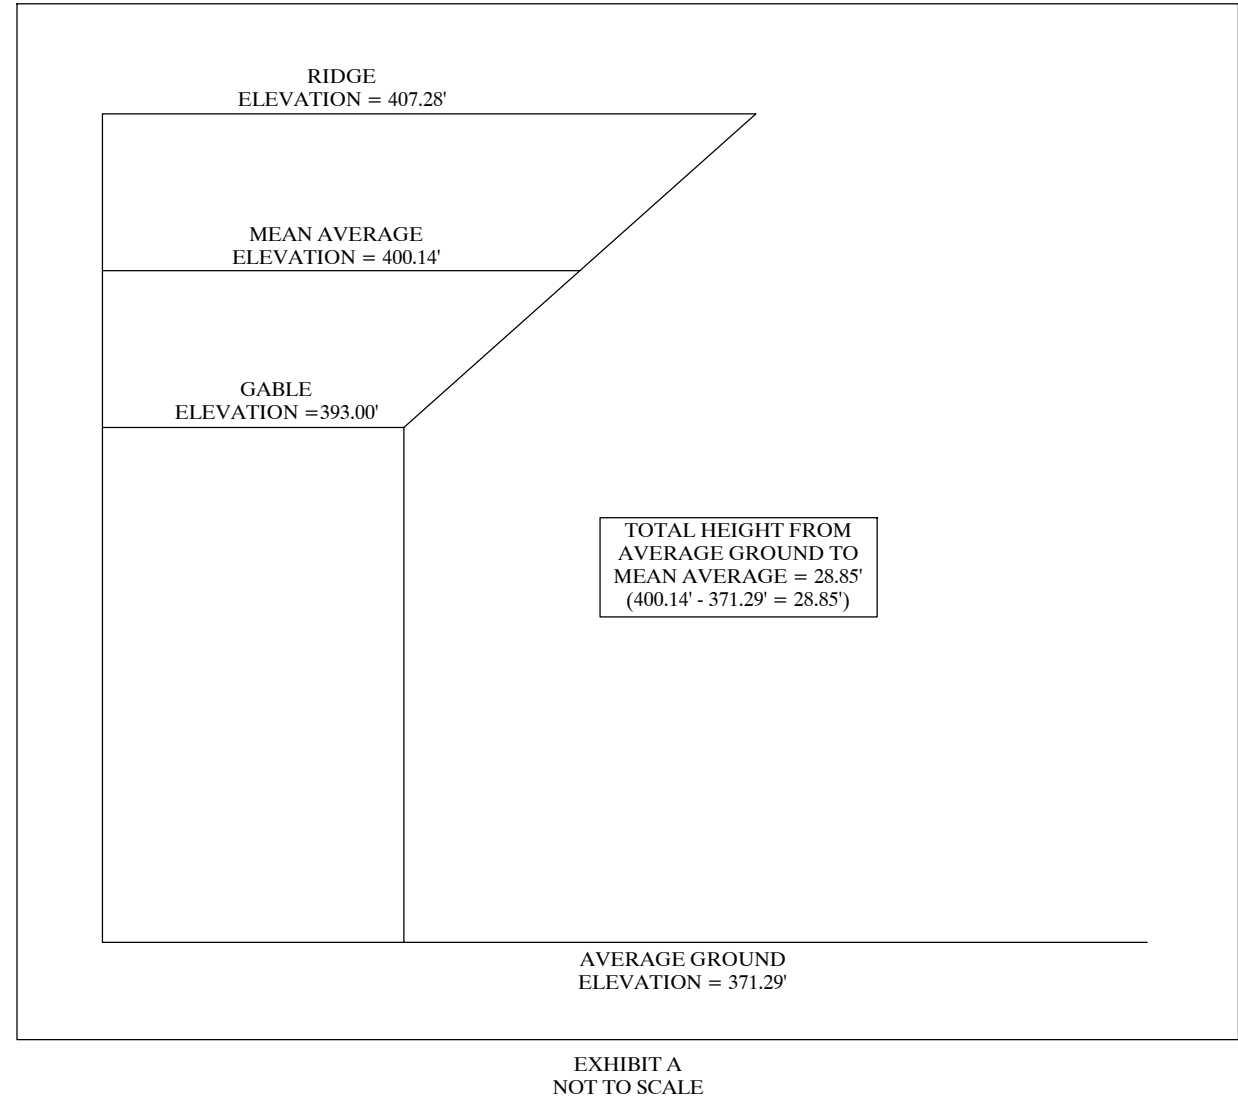 RIDGE
ELEVATION = 407.28'
MEAN AVERAGE
ELEVATION = 400.14'
GABLE
ELEVATION =393.00'
TOTAL HEIGHT FROM
AVERAGE GROUND TO
MEAN AVERAGE = 28.85'
(400.14' - 371.29' = 28.85')
AVERAGE GROUND
ELEVATION = 371.29'
EXHIBIT A
NOT TO SCALE